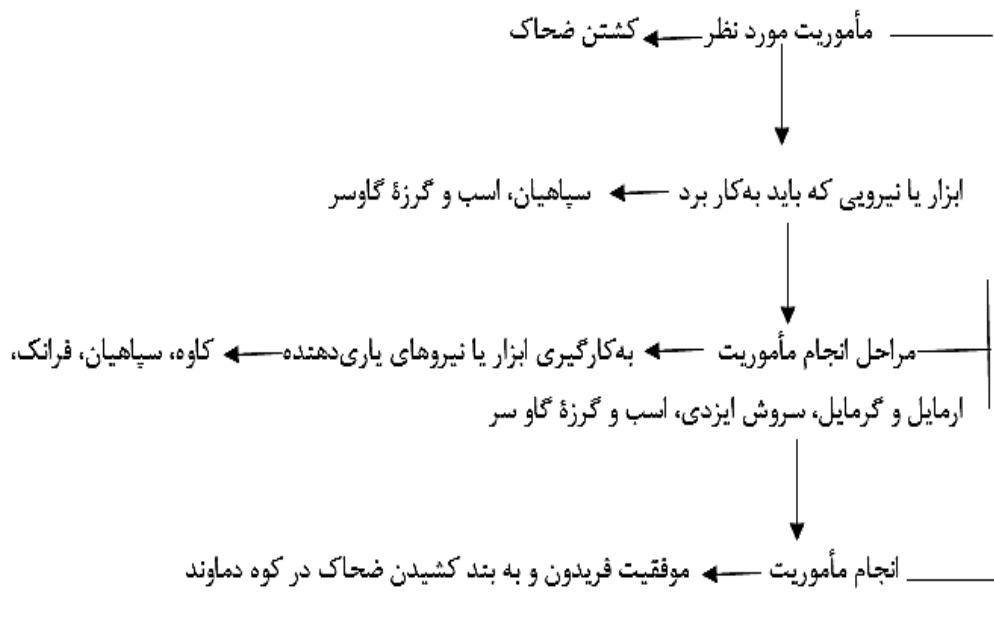 مأموریت مورد نظر کشتن ضحاک
ابزار یا نیرویی که باید به‌کار برد سپاهیان، اسب و گرزۀ گاوسر
مراحل انجام مأموریت به‌کارگیری ابزار یا نیروهای یاری‌دهنده کاوه، سپاهیان، فرانک،
ارمایل و گرمایل، سروش ایزدی، اسب و گرزۀ گاو سر
انجام مأموریت موفقیت فریدون و به بند کشیدن ضحاک در کوه دماوند